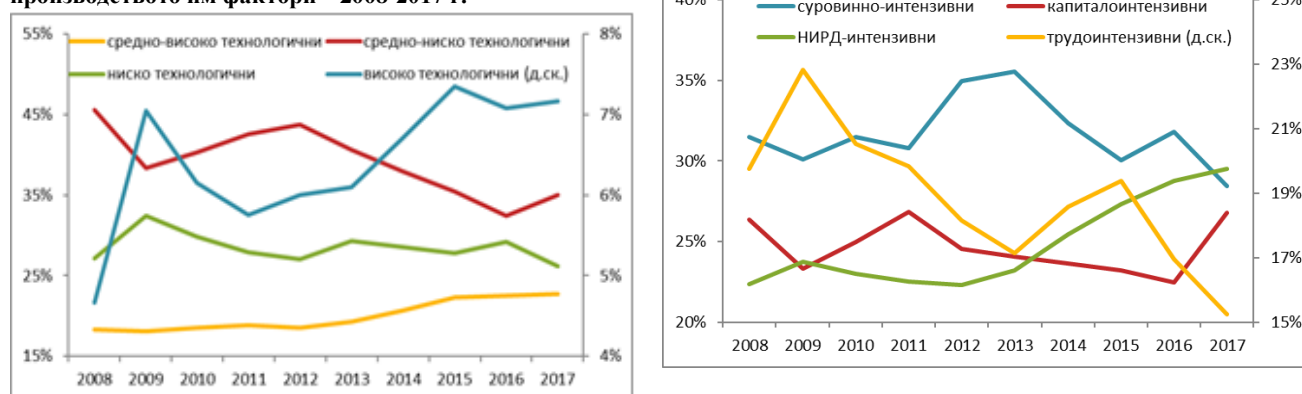 производството им фактори – 2008-2017 г.
55%
8%
средно-високо технологични
средно-ниско технологични
ниско технологични
високо технологични (д.ск.)
45%
7%
35%
6%
25%
5%
15%
4%
2008 2009 2010 2011 2012 2013 2014 2015 2016 2017
40%
25%
суровинно-интензивни
капиталоинтензивни
НИРД-интензивни
трудоинтензивни (д.ск.)
23%
35%
21%
30%
19%
25%
17%
20%
15%
2008 2009 2010 2011 2012 2013 2014 2015 2016 2017